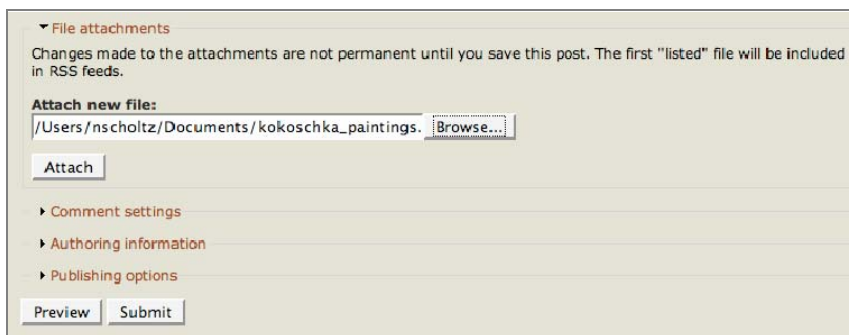 File attachments
Changes made to the attachments are not permanent until you save this post. The first "listed" file will be included
in RSS feeds.
Attach new file:
/Users/nscholtz/Documents/kokoschka_paintings. Browse...
Attach
Comment settings
Authoring information
Publishing options
Preview Submit